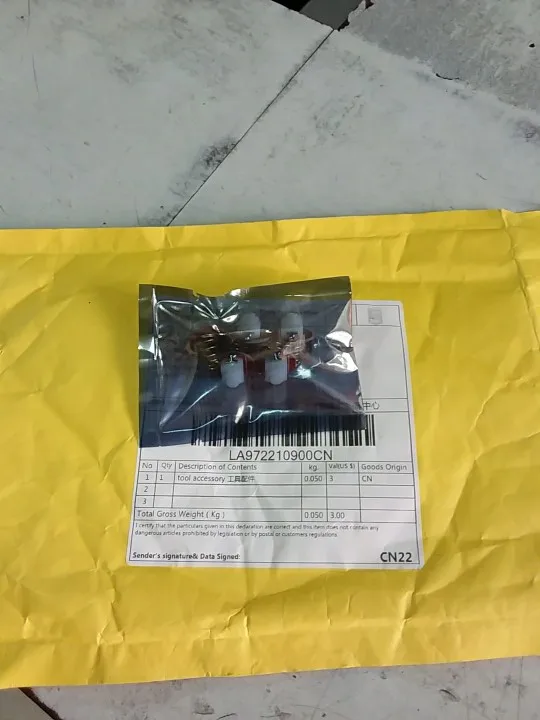 中心
LA972210900CN
No Qty Description of Contents kg. Val(US $) Goods Origin
1 1 tool accessory 工具配件 0.050 3 CN
2
3
Total Gross Weight ( Kg ) 0.050 3.00
I certify that the particulars given in this declaration are correct and this item does not contain any
dangerous articles prohibited by legislation or by postal or customers regulations.
Sender's signature& Data Signed: CN22